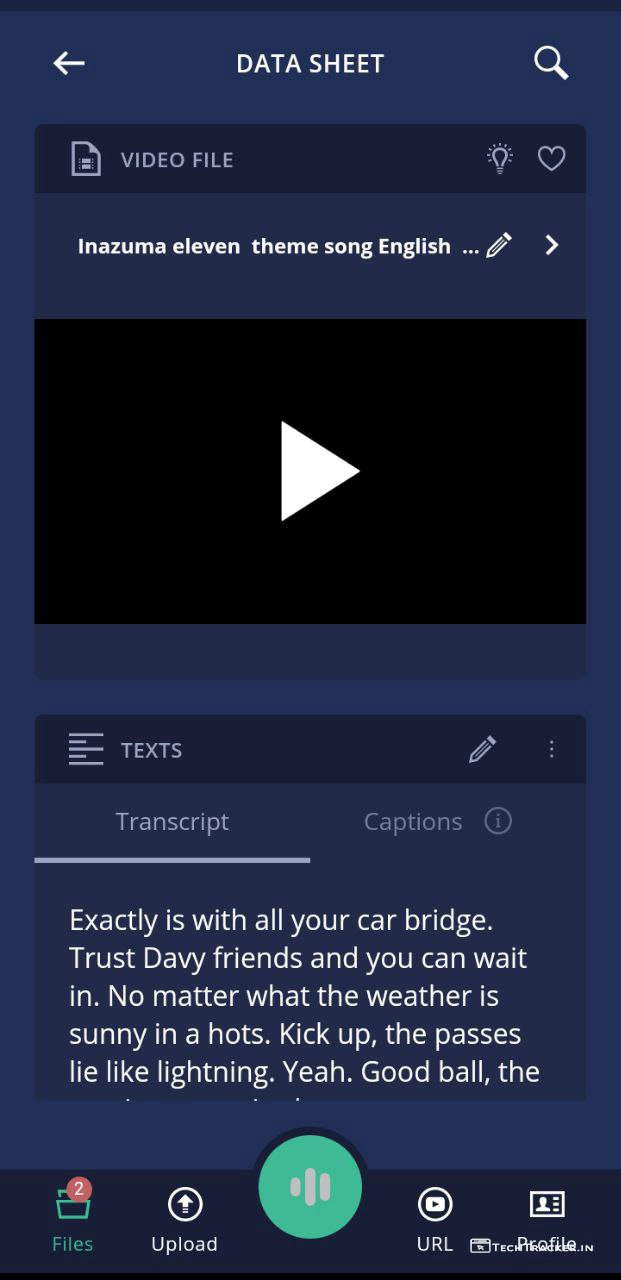 DATA SHEET
VIDEO FILE
Inazuma eleven theme song English ...
TEXTS
Transcript Captions
Exactly is with all your car bridge.
Trust Davy friends and you can wait
in. No matter what the weather is
sunny in a hots. Kick up, the passes
lie like lightning. Yeah. Good ball, the
2
Files Upload URL Profile
TECHTRACKER.IN